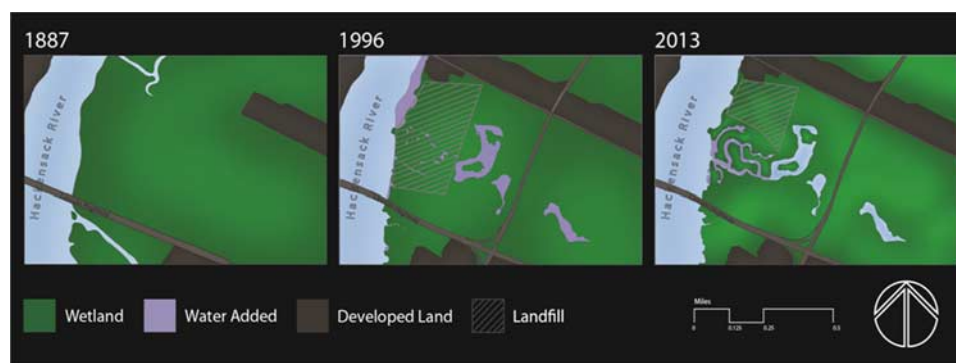 1887
1996
2013
Hackensack River
Hackensack River
Hackensack River
Wetland
Water Added
Developed Land
Landfill
Miles
0
0.125
0.25
0.5